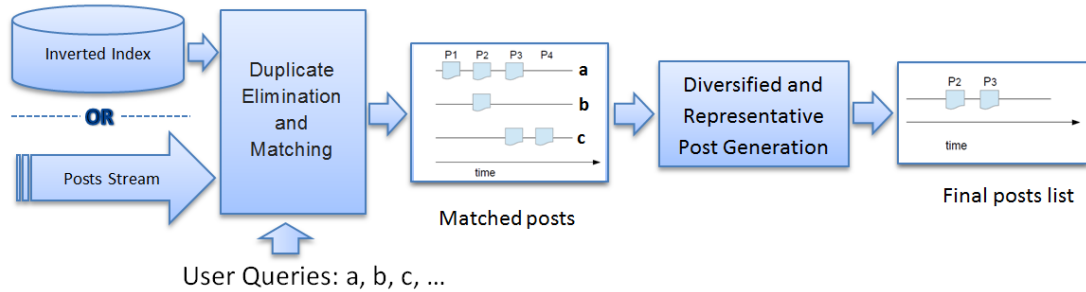 Inverted Index
OR
Posts Stream
Duplicate
Elimination
and
Matching
User Queries: a, b, c, ...
P1 P2 P3 P4
a
b
c
time
Matched posts
Diversified and
Representative
Post Generation
P2 P3
time
Final posts list